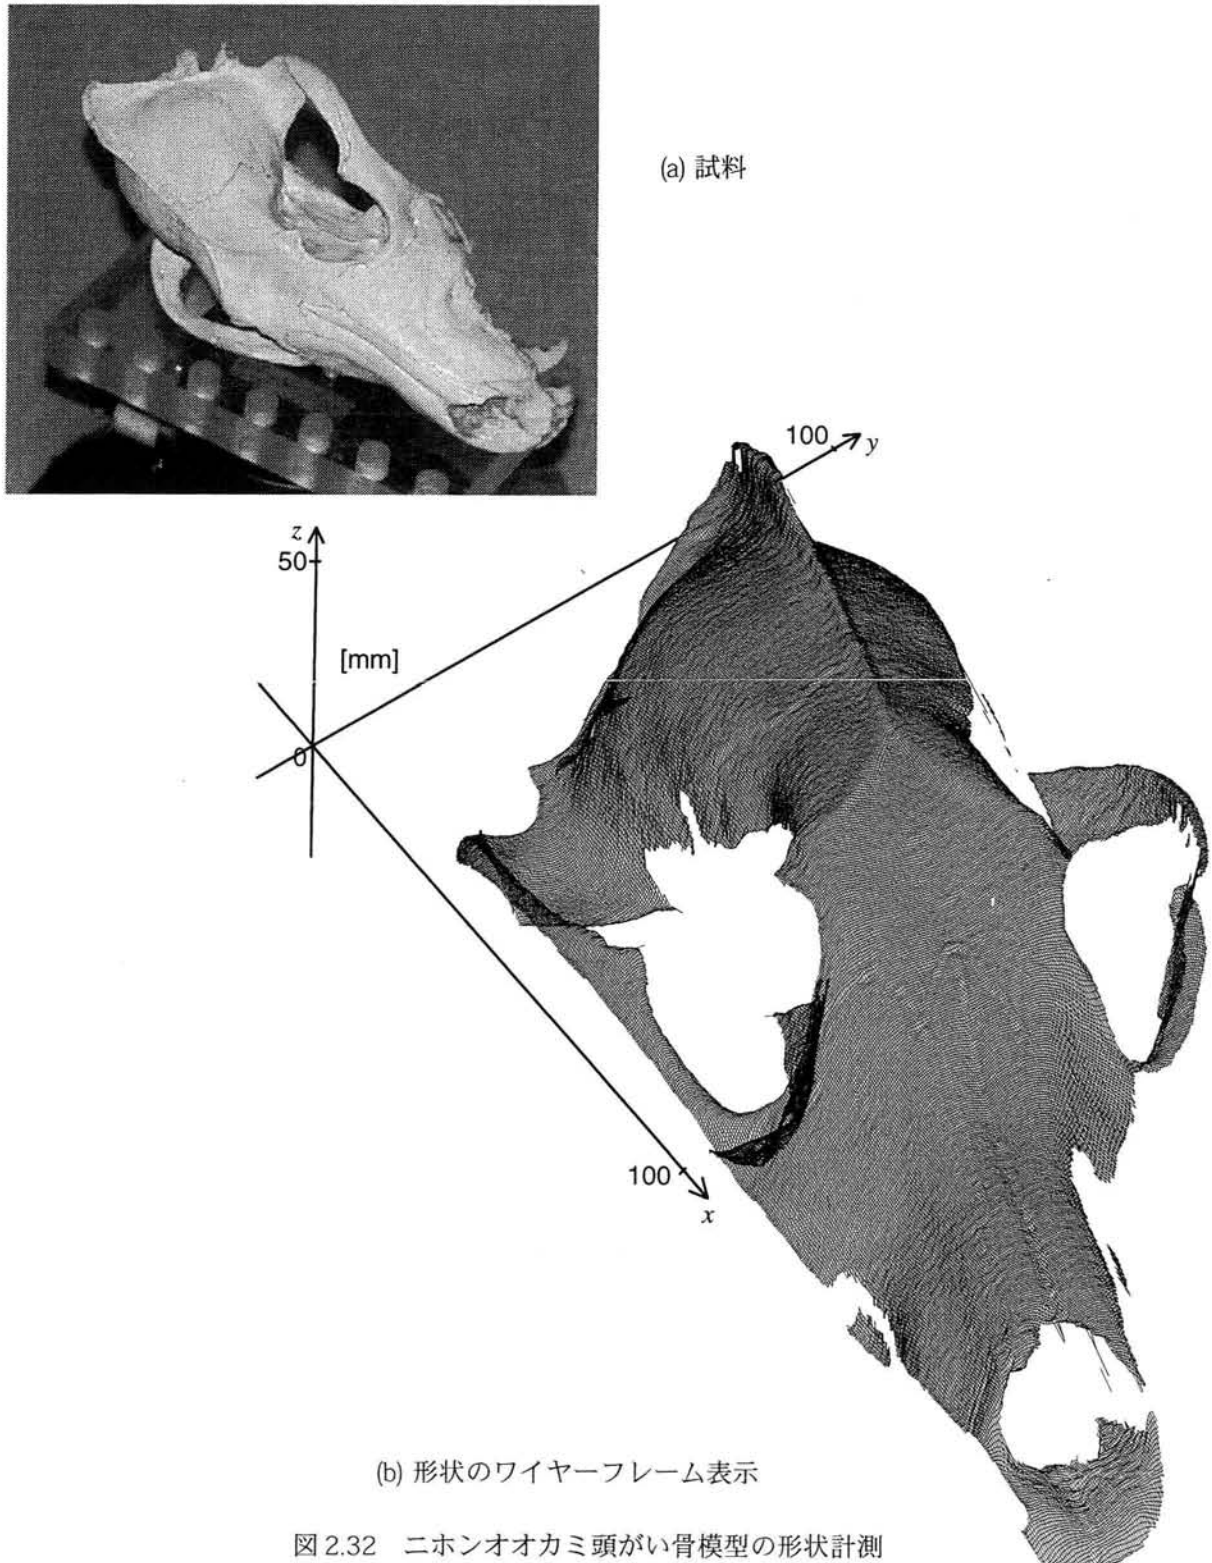 (a) 試料
100
y
z
50
[mm]
0
100
x
(b) 形状のワイヤーフレーム表示
図2.32 ニホンオオカミ頭がい骨模型の形状計測